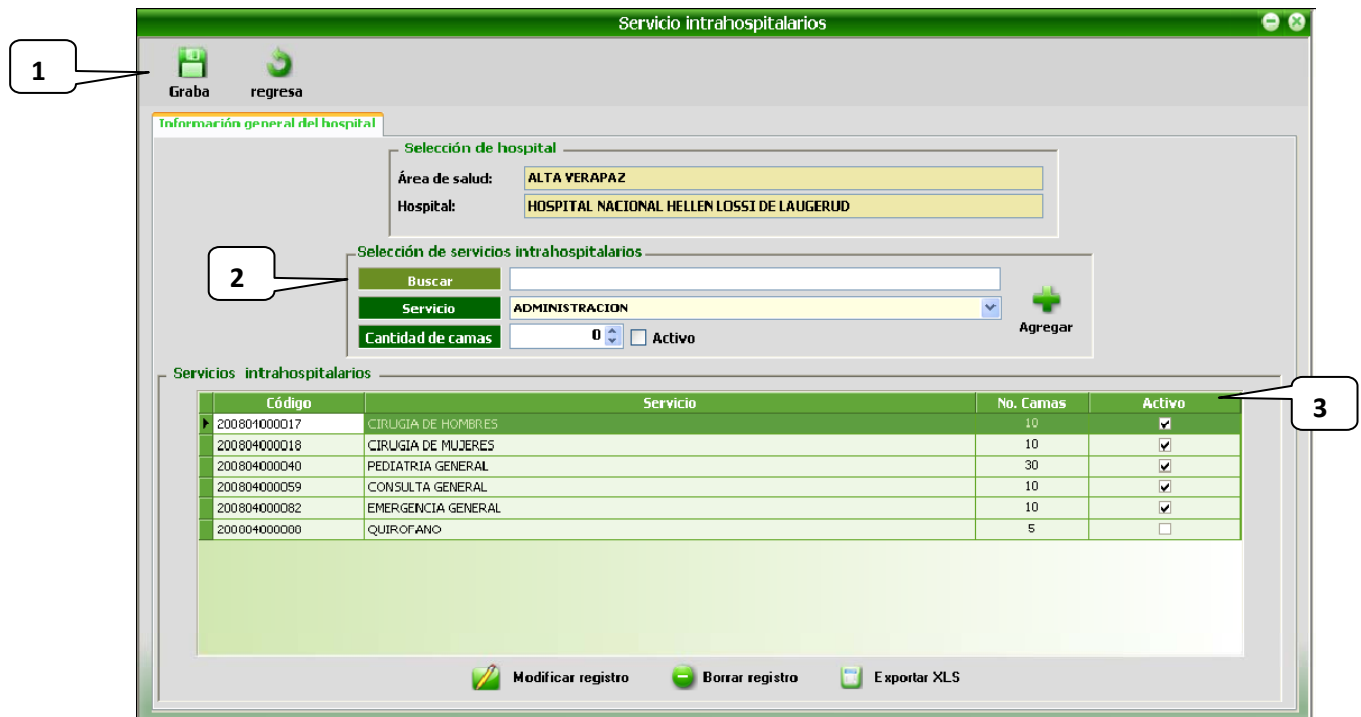 Servicio intrahospitalarios
1
Graba regresa
Información general del hospital
Selección de hospital
Área de salud: ALTA VERAPAZ
Hospital: HOSPITAL NACIONAL HELLEN LOSSI DE LAUGERUD
2
Selección de servicios intrahospitalarios
Buscar
Servicio ADMINISTRACION
Agregar
Cantidad de camas 0 Activo
Servicios intrahospitalarios
3
Código Servicio No. Camas Activo
200804000017 CIRUGIA DE HOMBRES 10
200804000018 CIRUGIA DE MUJERES 10
200804000040 PEDIATRIA GENERAL 30
200804000059 CONSULTA GENERAL 10
200804000082 EMERGENCIA GENERAL 10
QUIROFANO 5
Modificar registro Borrar registro Exportar XLS